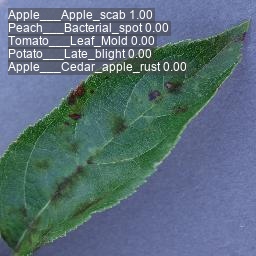 Apple___Apple_scab 1.00
Peach___Bacterial_spot 0.00
Tomato___Leaf_Mold 0.00
Potato___Late_blight 0.00
Apple___Cedar_apple_rust 0.00